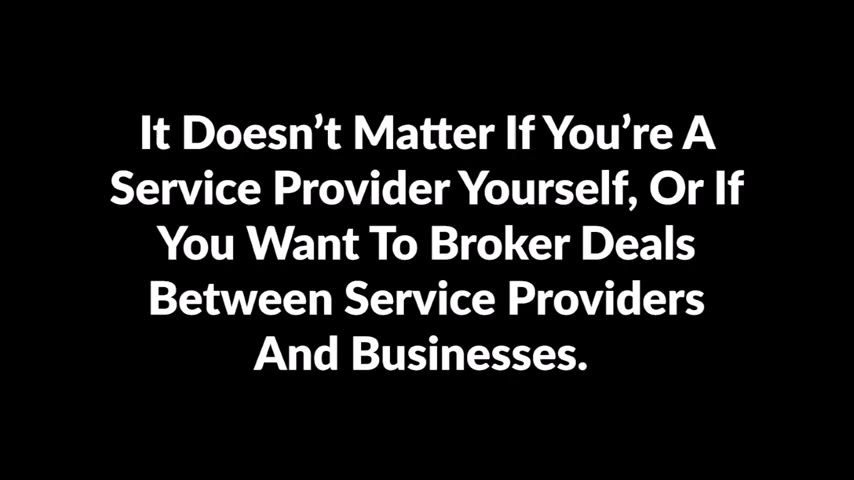 It Doesn’t Matter If You’re A
Service Provider Yourself, Or If
You Want To Broker Deals
Between Service Providers
And Businesses.